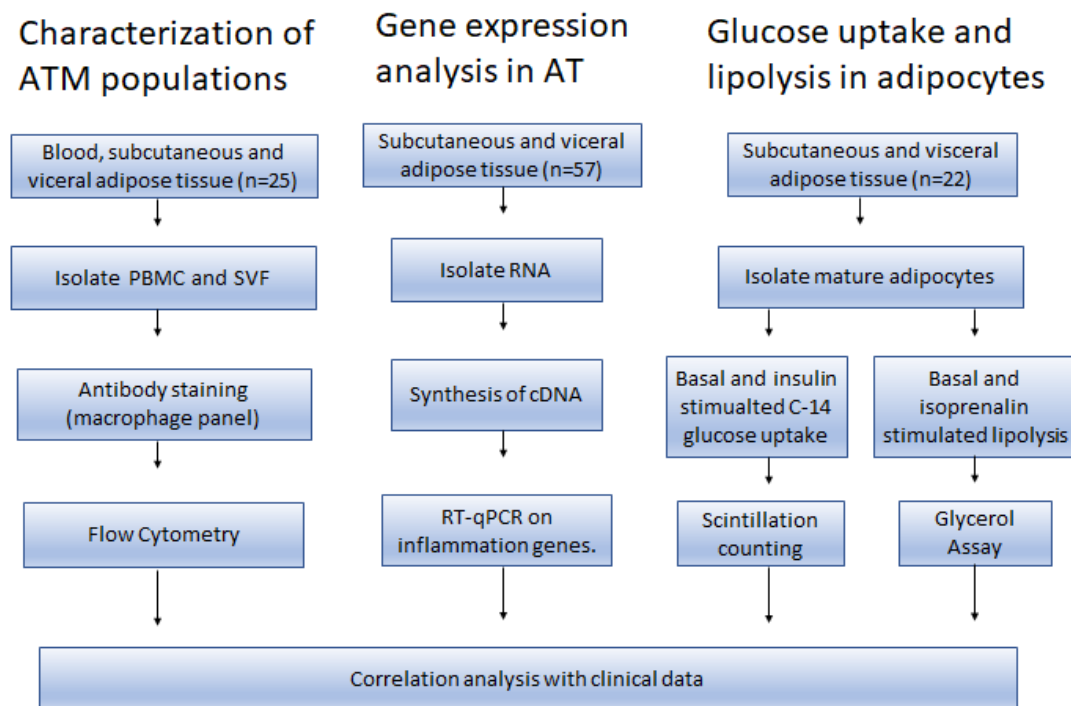 Characterization of
ATM populations
Blood, subcutaneous and
viceral adipose tissue (n=25)
Isolate PBMC and SVF
Antibody staining
(macrophage panel)
Flow Cytometry
Gene expression
analysis in AT
Subcutaneous and viceral
adipose tissue (n=57)
Isolate RNA
Synthesis of cDNA
RT-qPCR on
inflammation genes.
Glucose uptake and
lipolysis in adipocytes
Subcutaneous and visceral
adipose tissue (n=22)
Isolate mature adipocytes
Basal and insulin
stimualted C-14
glucose uptake
Scintillation
counting
Basal and
isoprenalin
stimulated lipolysis
Glycerol
Assay
Correlation analysis with clinical data